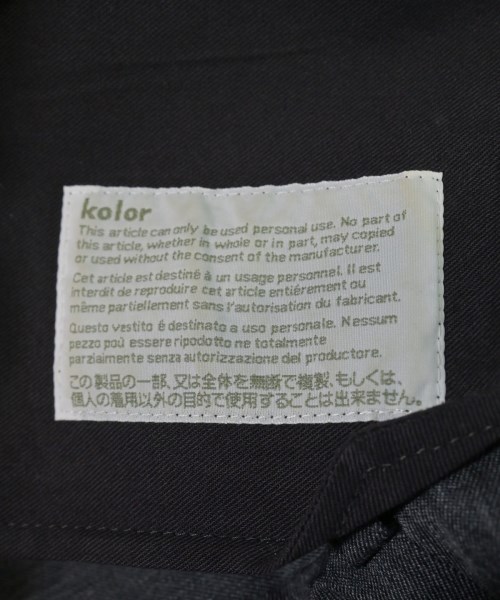 kolor
This article can only be used personal use. No part of
this article, whether in whole or in part, may copied
or used without the consent of the manufacturer.
Cet article est destiné à un usage personnel. Il est
interdit de reproduire cet article entiérement ou
même partiellement sans l'autorisation du fabricant.
Questo vestito é destinato a uso personale. Nessum
pezzo poù essere ripodotto ne totalmente
parziaimente senza autorizzazione del productore.
この製品の一部、又は全体を無断で複製、もしくは、
個人の着用以外の目的で使用することは出来ません。